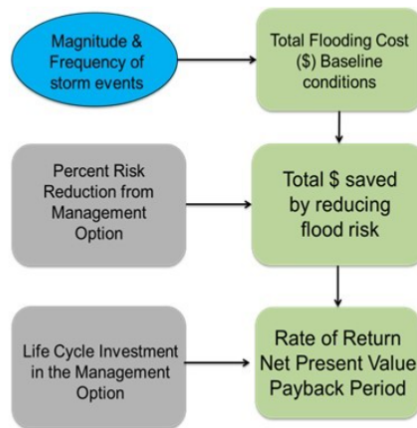 Magnitude &
Frequency of
storm events
Total Flooding Cost
($) Baseline
conditions
Percent Risk
Reduction from
Management
Option
Total $ saved
by reducing
flood risk
Life Cycle Investment
in the Management
Option
Rate of Return
Net Present Value
Payback Period